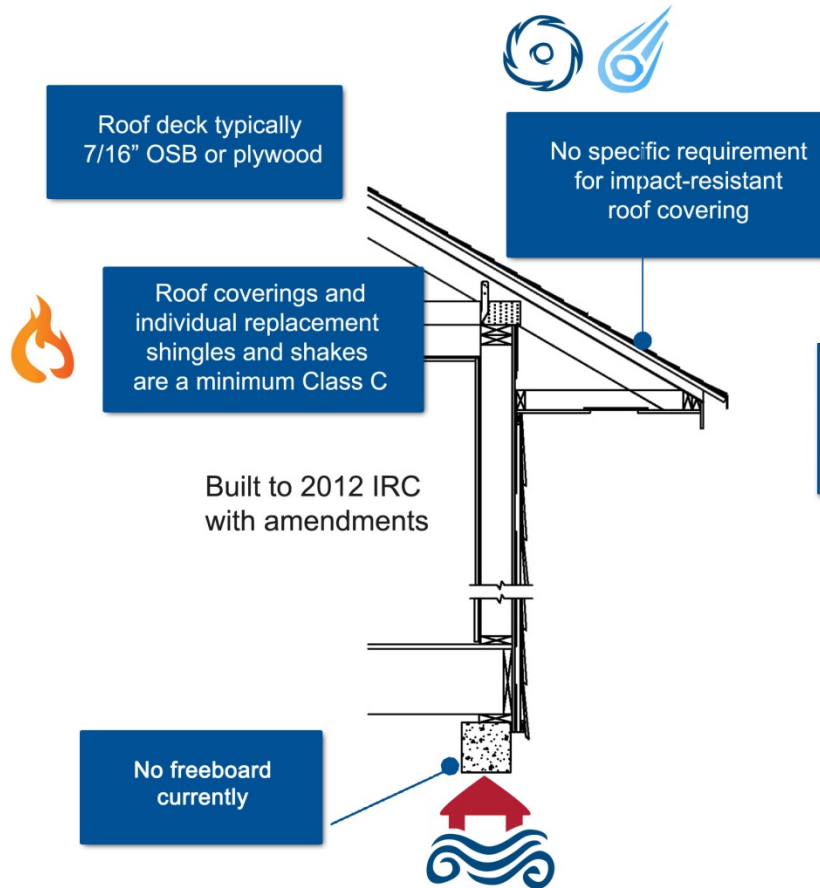 Roof deck typically
7/16” OSB or plywood
No specific requirement
for impact-resistant
roof covering
Roof coverings and
individual replacement
shingles and shakes
are a minimum Class C
Built to 2012 IRC
with amendments
No freeboard
currently